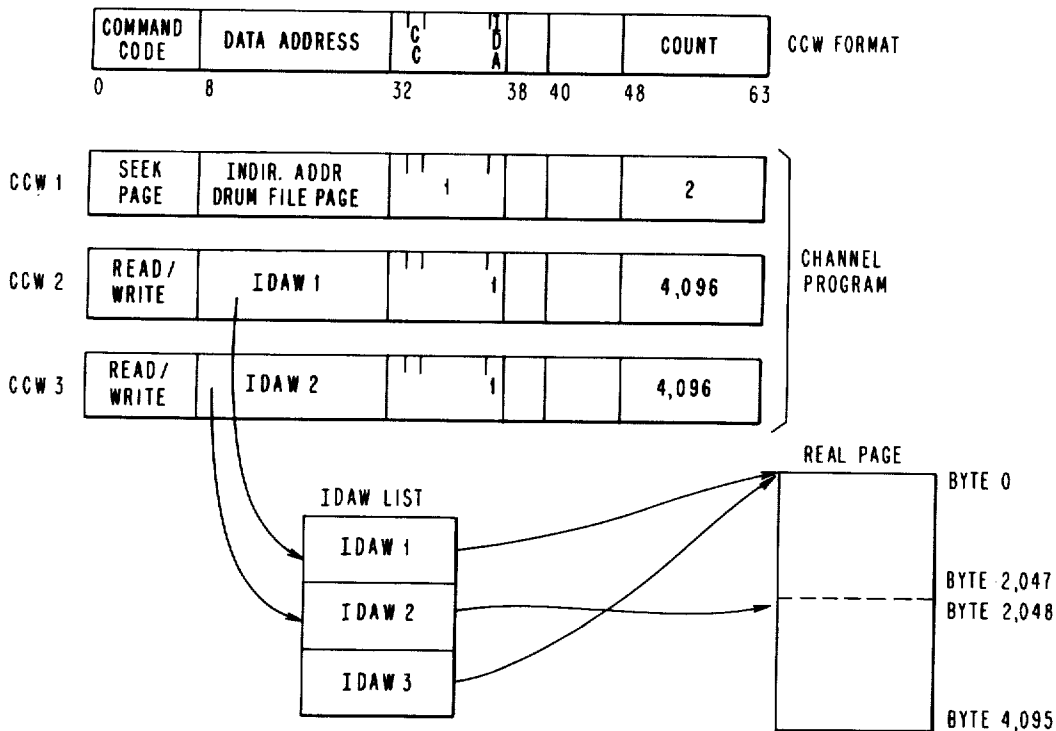 COMMAND CODE
DATA ADDRESS
CC
IDA
COUNT
CCW FORMAT
0 8 32 38 40 48 63
CCW 1
SEEK PAGE
INDIR. ADDR
DRUM FILE PAGE
1
2
CCW 2
READ/
WRITE
IDAW 1
1
4,096
CHANNEL
PROGRAM
CCW 3
READ/
WRITE
IDAW 2
1
4,096
REAL PAGE
BYTE 0
IDAW LIST
IDAW 1
BYTE 2,047
IDAW 2
BYTE 2,048
IDAW 3
BYTE 4,095